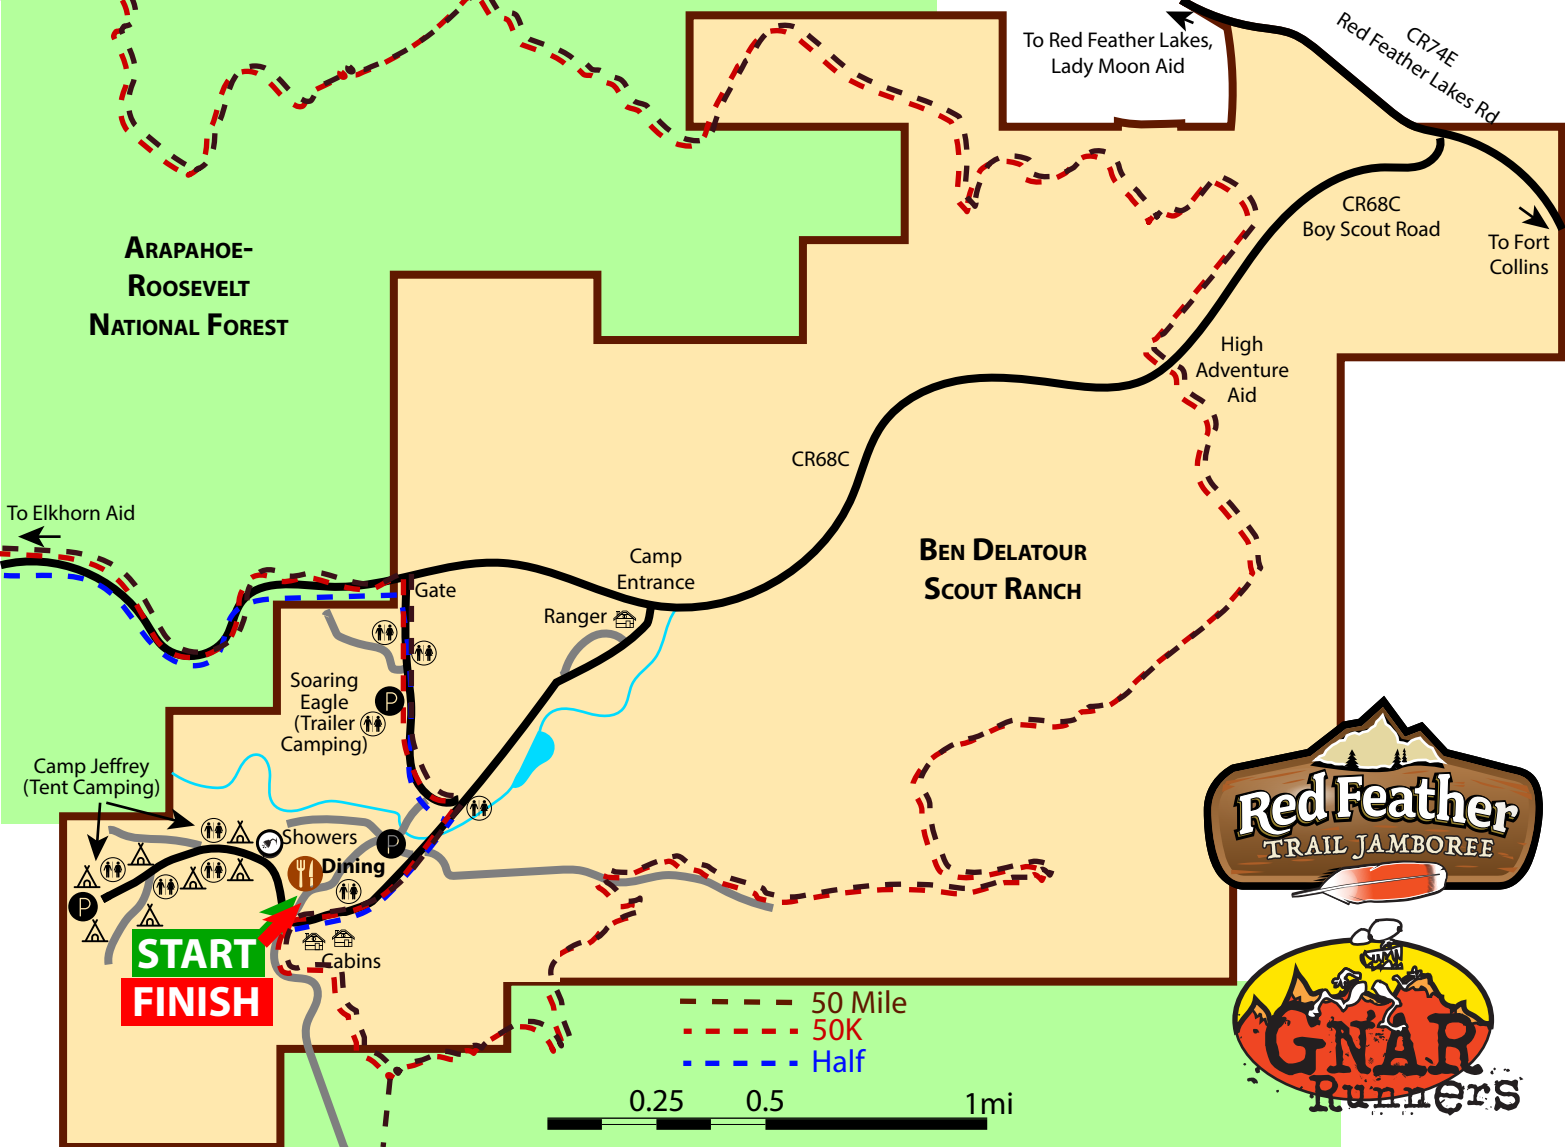 To Red Feather Lakes,
Lady Moon Aid
CR74E
Red Feather Lakes Rd
CR68C
Boy Scout Road
To Fort
Collins
Arapahoe-
Roosevelt
National Forest
High
Adventure
Aid
CR68C
To Elkhorn Aid
Ben Delatour
Scout Ranch
Camp
Entrance
Gate
Ranger
Soaring
Eagle
(Trailer
Camping)
P
Camp Jeffrey
(Tent Camping)
Showers
P
Dining
P
START
FINISH
Cabins
50 Mile
50K
Half
0.25 0.5 1mi
Red Feather
TRAIL JAMBOREE
GNAR
Runners